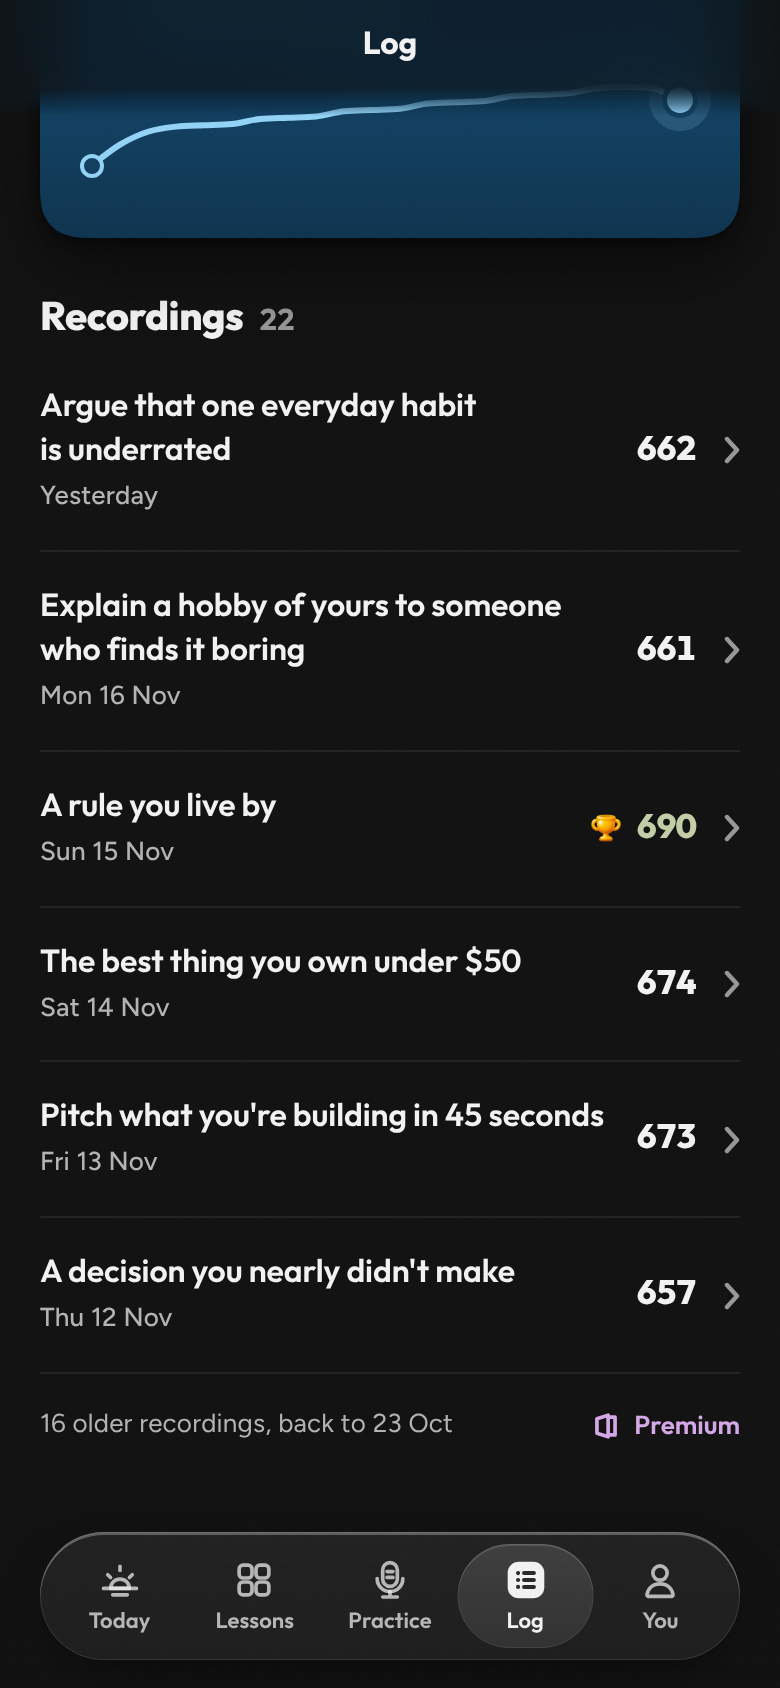 Log
Recordings 22
Argue that one everyday habit
is underrated
662
Yesterday
Explain a hobby of yours to someone
who finds it boring
661
Mon 16 Nov
A rule you live by
🏆 690
Sun 15 Nov
The best thing you own under $50
674
Sat 14 Nov
Pitch what you're building in 45 seconds
673
Fri 13 Nov
A decision you nearly didn't make
657
Thu 12 Nov
16 older recordings, back to 23 Oct
Premium
Today
Lessons
Practice
Log
You